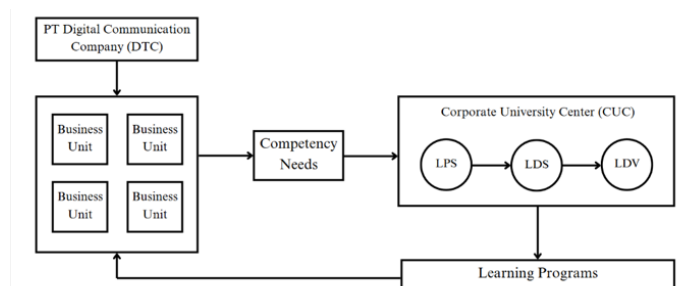 PT Digital Communication
Company (DTC)
Business
Unit
Business
Unit
Business
Unit
Business
Unit
Competency
Needs
Corporate University Center (CUC)
LPS
LDS
LDV
Learning Programs